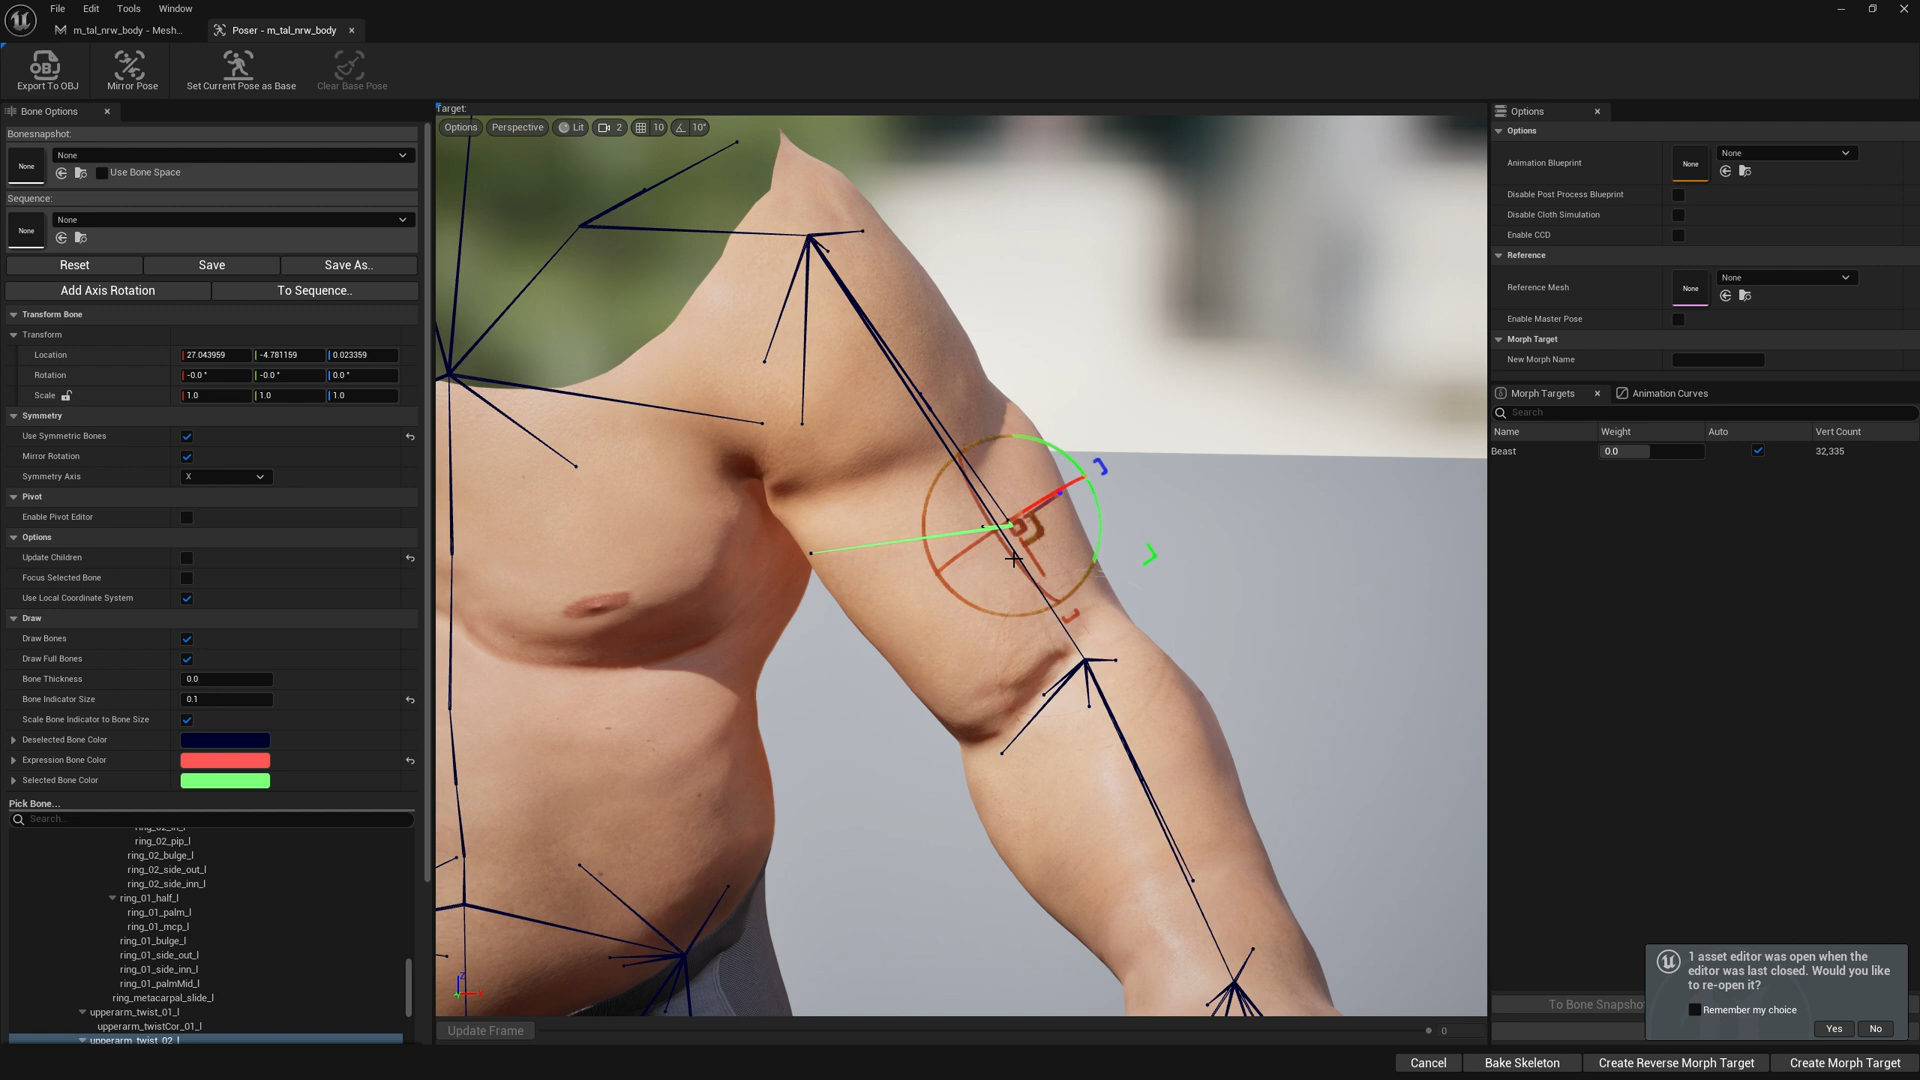 File Edit Tools Window
m_tal_nrw_body - Mesh...
Poser - m_tal_nrw_body
Export To OBJ
Mirror Pose
Set Current Pose as Base
Clear Base Pose
Bone Options
Bonesnapshot:
None
None
Use Bone Space
Sequence:
None
None
Reset
Save
Save As..
Add Axis Rotation
To Sequence..
Transform Bone
Transform
Location 27.043959 -4.781159 0.023359
Rotation -0.0 ° -0.0 ° 0.0 °
Scale 1.0 1.0 1.0
Symmetry
Use Symmetric Bones
Mirror Rotation
Symmetry Axis X
Pivot
Enable Pivot Editor
Options
Update Children
Focus Selected Bone
Use Local Coordinate System
Draw
Draw Bones
Draw Full Bones
Bone Thickness 0.0
Bone Indicator Size 0.1
Scale Bone Indicator to Bone Size
Deselected Bone Color
Expression Bone Color
Selected Bone Color
Pick Bone...
Search...
ring_02_pip_l
ring_02_bulge_l
ring_02_side_out_l
ring_02_side_inn_l
ring_01_half_l
ring_01_palm_l
ring_01_mcp_l
ring_01_bulge_l
ring_01_side_out_l
ring_01_side_inn_l
ring_01_palmMid_l
ring_metacarpal_slide_l
upperarm_twist_01_l
upperarm_twistCor_01_l
upperarm_twist_02_l
Target:
Options Perspective Lit 2 10 10°
Z
X
Update Frame
0
Options
Options
Animation Blueprint
None
None
Disable Post Process Blueprint
Disable Cloth Simulation
Enable CCD
Reference
Reference Mesh
None
None
Enable Master Pose
Morph Target
New Morph Name
Morph Targets
Animation Curves
Search
Name Weight Auto Vert Count
Beast 0.0 32,335
To Bone Snapsho
1 asset editor was open when the
editor was last closed. Would you like
to re-open it?
Remember my choice
Yes No
Cancel
Bake Skeleton
Create Reverse Morph Target
Create Morph Target